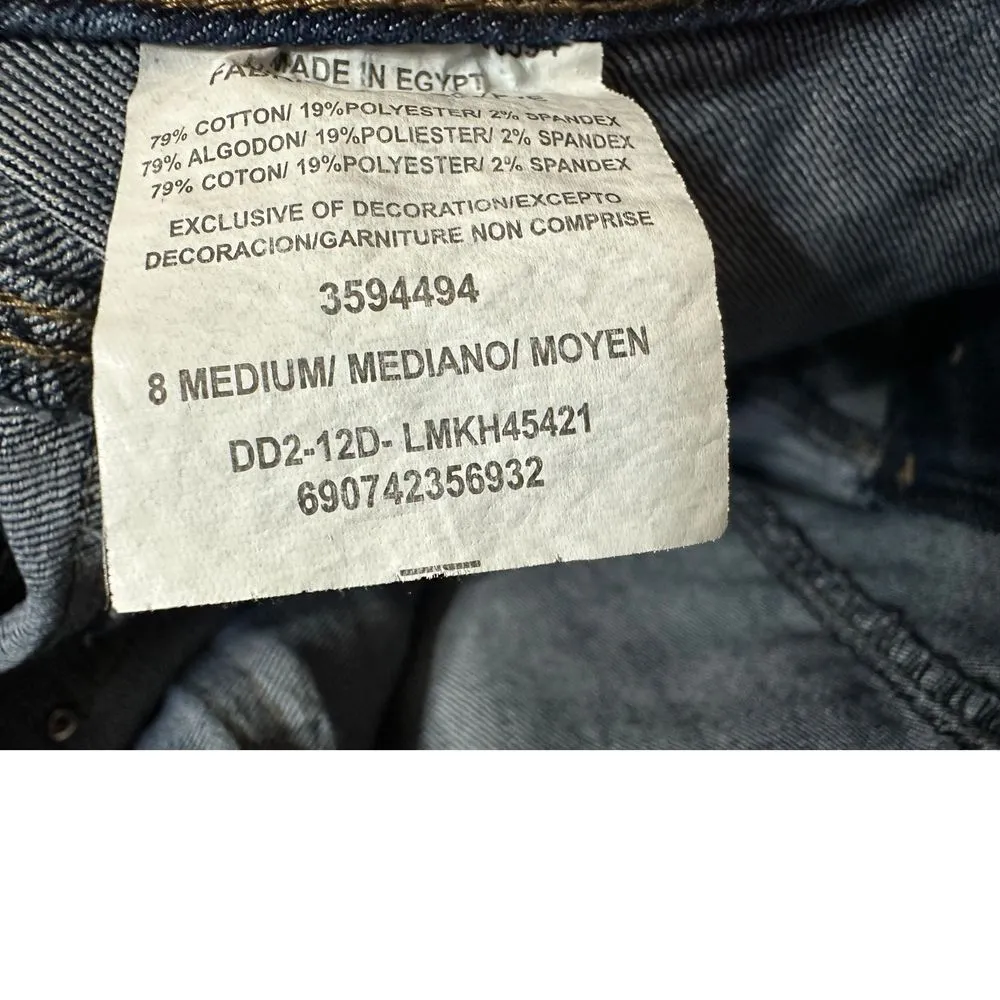 MADE IN EGYPT
79% COTTON/ 19%POLYESTER/ 2% SPANDEX
79% ALGODON/ 19%POLIESTER/ 2% SPANDEX
79% COTON/ 19%POLYESTER/ 2% SPANDEX
EXCLUSIVE OF DECORATION/EXCEPTO
DECORACION/GARNITURE NON COMPRISE
3594494
8 MEDIUM/ MEDIANO/ MOYEN
DD2-12D- LMKH45421
690742356932